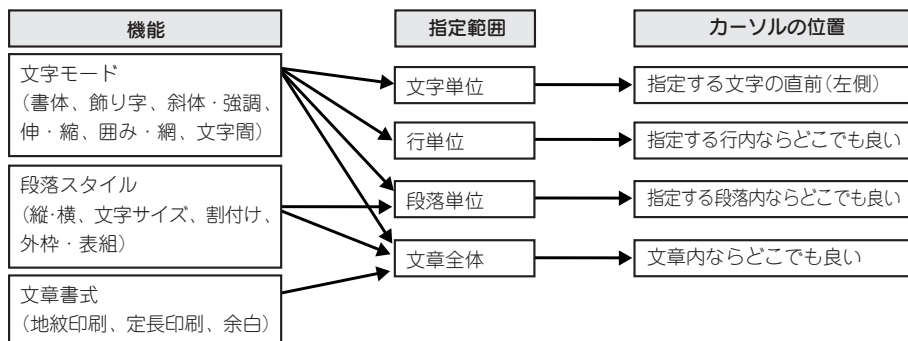 機能
指定範囲
カーソルの位置
文字モード
（書体、飾り字、斜体・強調、
伸・縮、囲み・網、文字間）
段落スタイル
（縦・横、文字サイズ、割付け、
外枠・表組）
文章書式
（地紋印刷、定長印刷、余白）
文字単位
行単位
段落単位
文章全体
指定する文字の直前（左側）
指定する行内ならどこでも良い
指定する段落内ならどこでも良い
文章内ならどこでも良い